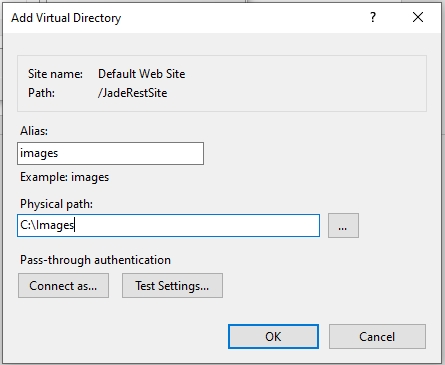 Add Virtual Directory
? ×
Site name: Default Web Site
Path: /JadeRestSite
Alias:
images
Example: images
Physical path:
C:\Images
...
Pass-through authentication
Connect as... Test Settings...
OK Cancel